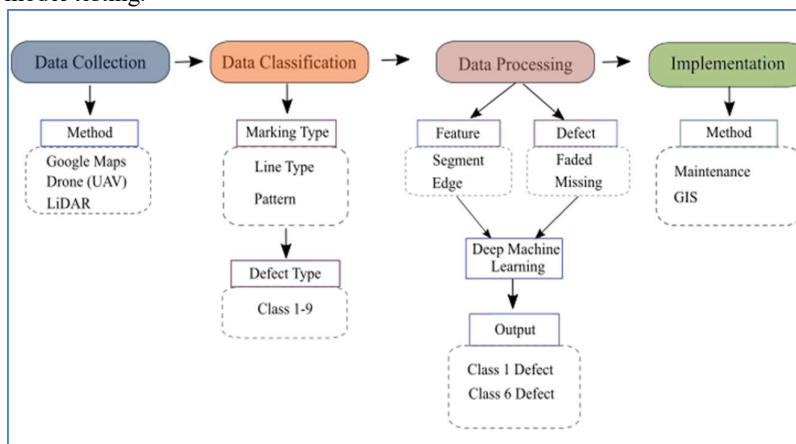 Data Collection
Data Classification
Data Processing
Implementation
Method
Google Maps
Drone (UAV)
LiDAR
Marking Type
Line Type
Pattern
Defect Type
Class 1-9
Feature
Segment
Edge
Defect
Faded
Missing
Deep Machine
Learning
Output
Class 1 Defect
Class 6 Defect
Method
Maintenance
GIS